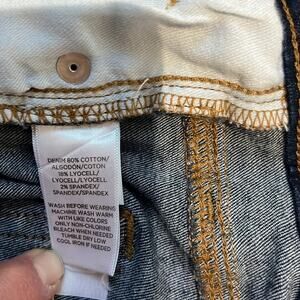 DENIM 80% COTTON/
ALGODÓN/COTON
18% LYOCELL/
LYOCELL/LYOCELL
2% SPANDEX/
SPANDEX/SPANDEX
WASH BEFORE WEARING
MACHINE WASH WARM
WITH LIKE COLORS
ONLY NON-CHLORINE
BLEACH WHEN NEEDED
TUMBLE DRY LOW
COOL IRON IF NEEDED